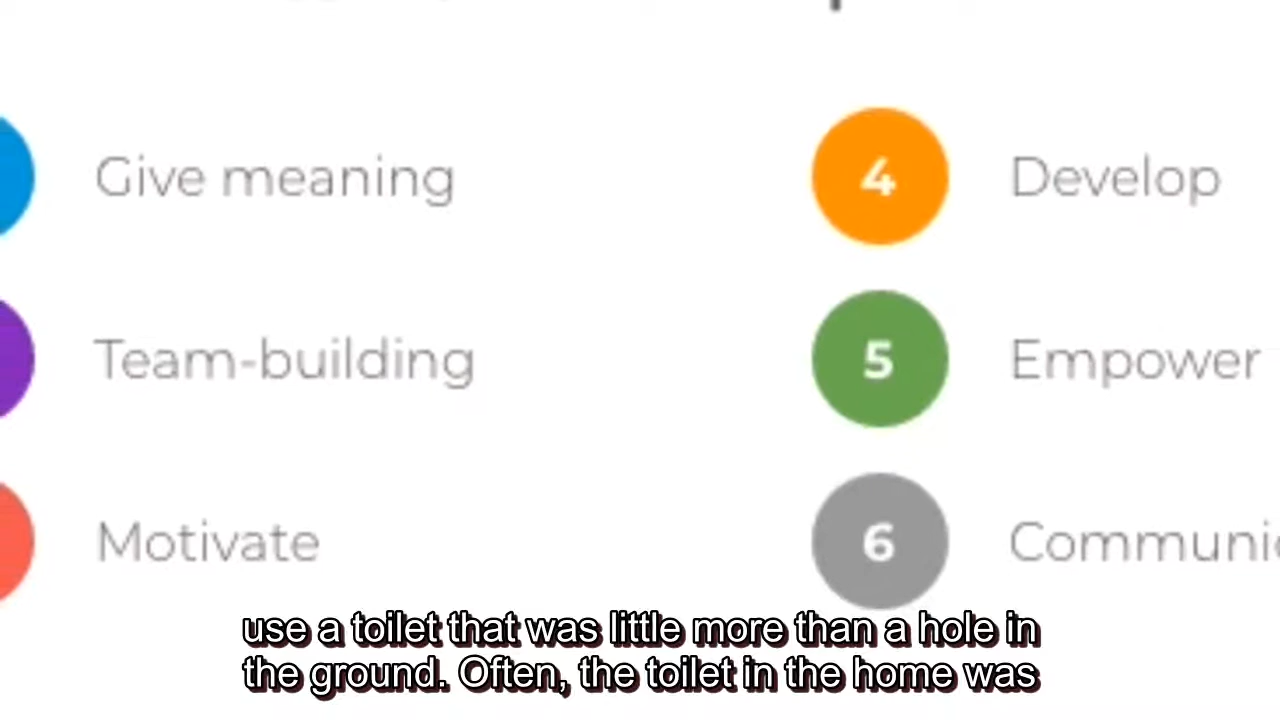 Give meaning
4 Develop
Team-building
5 Empower
Motivate
6
use a toilet that was little more than a hole in
the ground. Often, the toilet in the home was